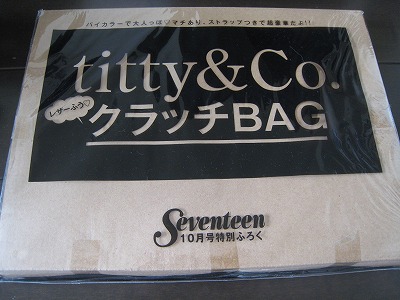 バイカラーで大人っぽ♡マチあり、ストラップつきで超豪華だよ!!
titty&Co.
レザーふう♡
クラッチBAG
Seventeen
10月号特別ふろく